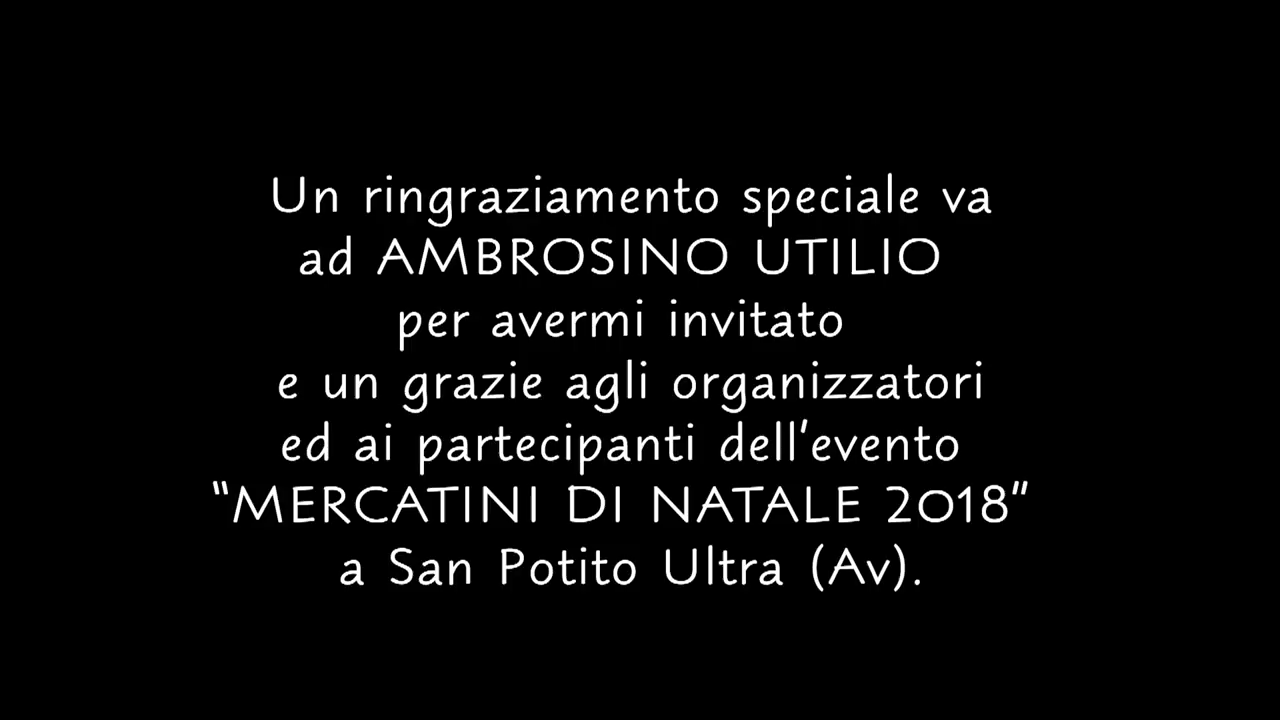 Un ringraziamento speciale va
ad AMBROSINO UTILIO
per avermi invitato
e un grazie agli organizzatori
ed ai partecipanti dell'evento
"MERCATINI DI NATALE 2018"
a San Potito Ultra (Av).